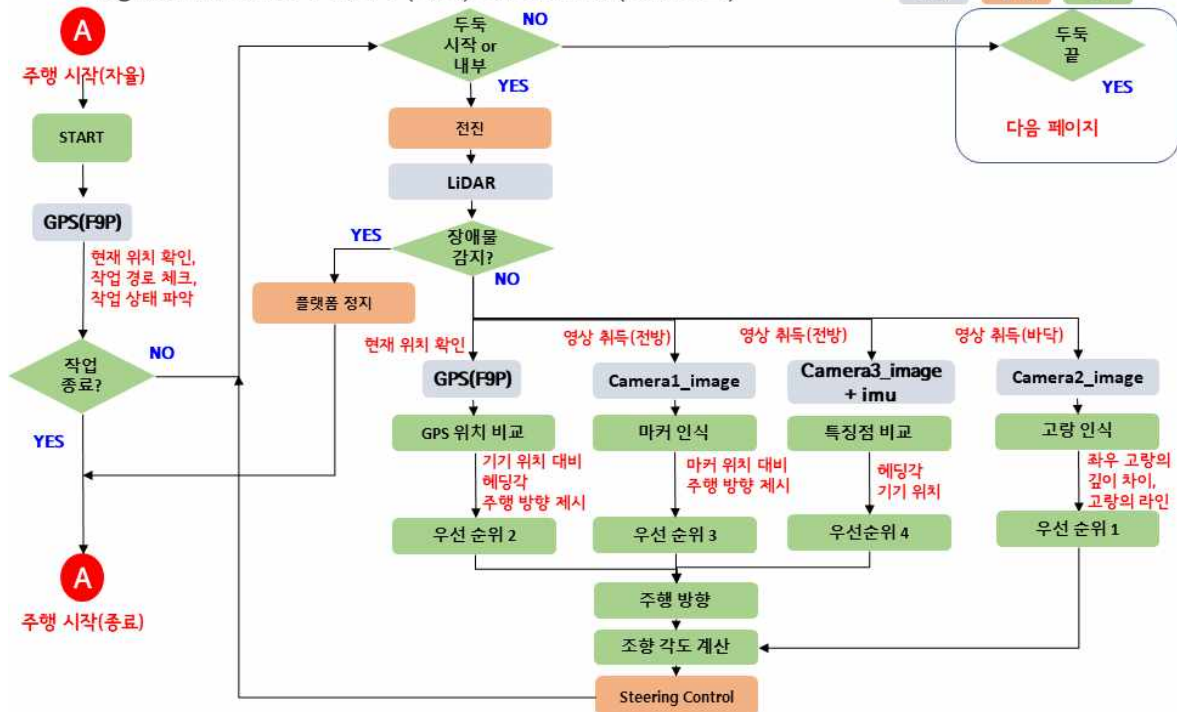 A
주행 시작(자율)
START
GPS(F9P)
현재 위치 확인,
작업 경로 체크,
작업 상태 파악
작업
종료?
NO
YES
A
주행 시작(종료)
두둑
시작 or
내부
NO
YES
전진
LiDAR
장애물
감지?
YES
NO
플랫폼 정지
두둑
끝
YES
다음 페이지
현재 위치 확인
영상 취득(전방)
영상 취득(전방)
영상 취득(바닥)
GPS(F9P)
Camera1_image
Camera3_image
+ imu
Camera2_image
GPS 위치 비교
마커 인식
특징점 비교
고랑 인식
기기 위치 대비
헤딩각
주행 방향 제시
마커 위치 대비
주행 방향 제시
헤딩각
기기 위치
좌우 고랑의
깊이 차이,
고랑의 라인
우선 순위 2
우선 순위 3
우선순위 4
우선 순위 1
주행 방향
조향 각도 계산
Steering Control